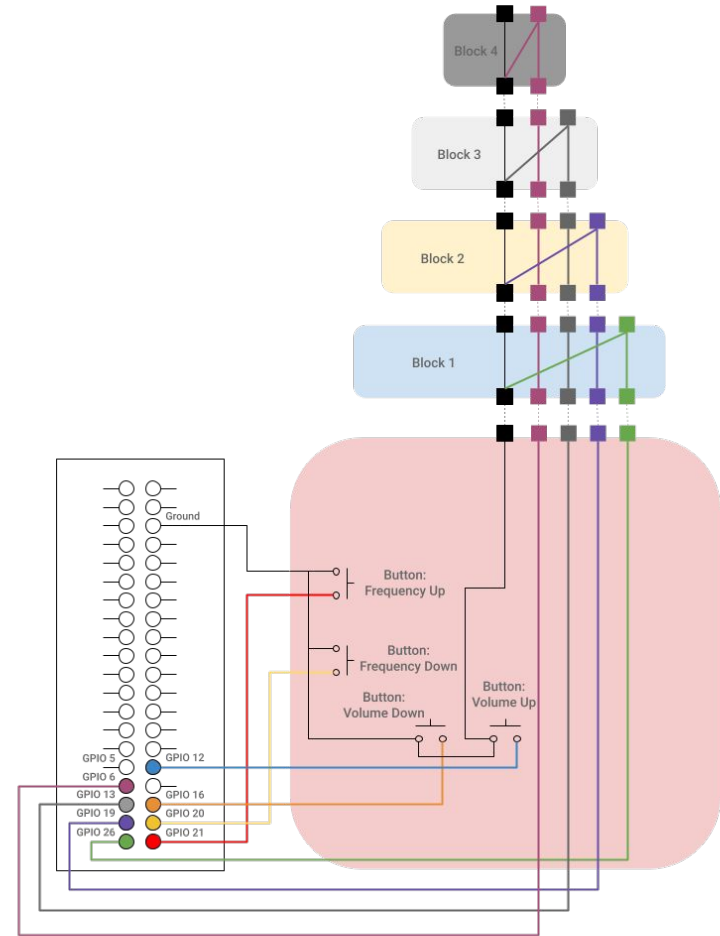 Block 4
Block 3
Block 2
Block 1
Ground
Button:
Frequency Up
Button:
Frequency Down
Button:
Volume Down
Button:
Volume Up
GPIO 5
GPIO 12
GPIO 6
GPIO 13
GPIO 16
GPIO 19
GPIO 20
GPIO 26
GPIO 21